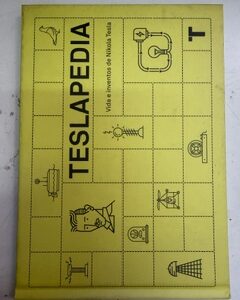 TESLAPEDIA
Vida e inventos de Nikola Tesla
T